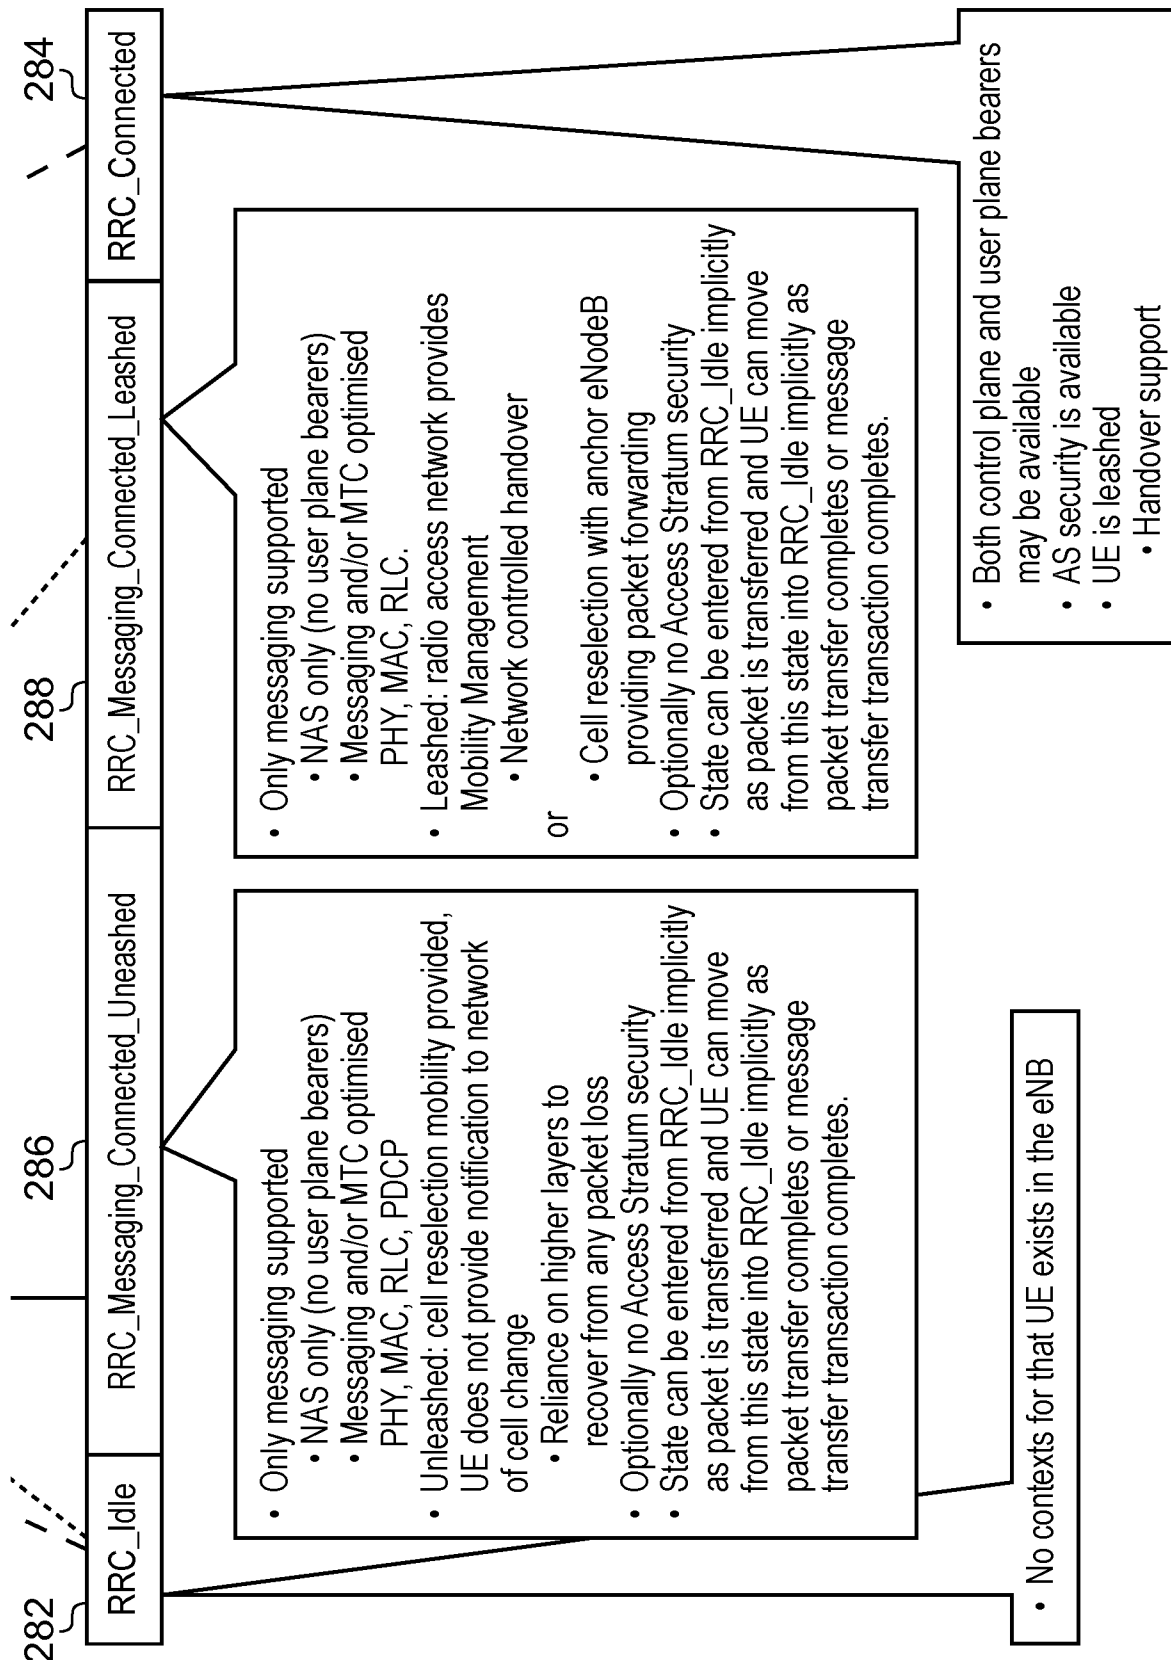 282
286
288
284
RRC_Idle
RRC_Messaging_Connected_Uneashed
RRC_Messaging_Connected_Leashed
RRC_Connected
• Only messaging supported
• NAS only (no user plane bearers)
• Messaging and/or MTC optimised
PHY, MAC, RLC, PDCP
• Unleashed: cell reselection mobility provided,
UE does not provide notification to network
of cell change
• Reliance on higher layers to
recover from any packet loss
• Optionally no Access Stratum security
• State can be entered from RRC_Idle implicitly
as packet is transferred and UE can move
from this state into RRC_Idle implicitly as
packet transfer completes or message
transfer transaction completes.
• Only messaging supported
• NAS only (no user plane bearers)
• Messaging and/or MTC optimised
PHY, MAC, RLC.
• Leashed: radio access network provides
Mobility Management
• Network controlled handover
or
• Cell reselection with anchor eNodeB
providing packet forwarding
• Optionally no Access Stratum security
• State can be entered from RRC_Idle implicitly
as packet is transferred and UE can move
from this state into RRC_Idle implicitly as
packet transfer completes or message
transfer transaction completes.
• No contexts for that UE exists in the eNB
• Both control plane and user plane bearers
may be available
• AS security is available
• UE is leashed
• Handover support